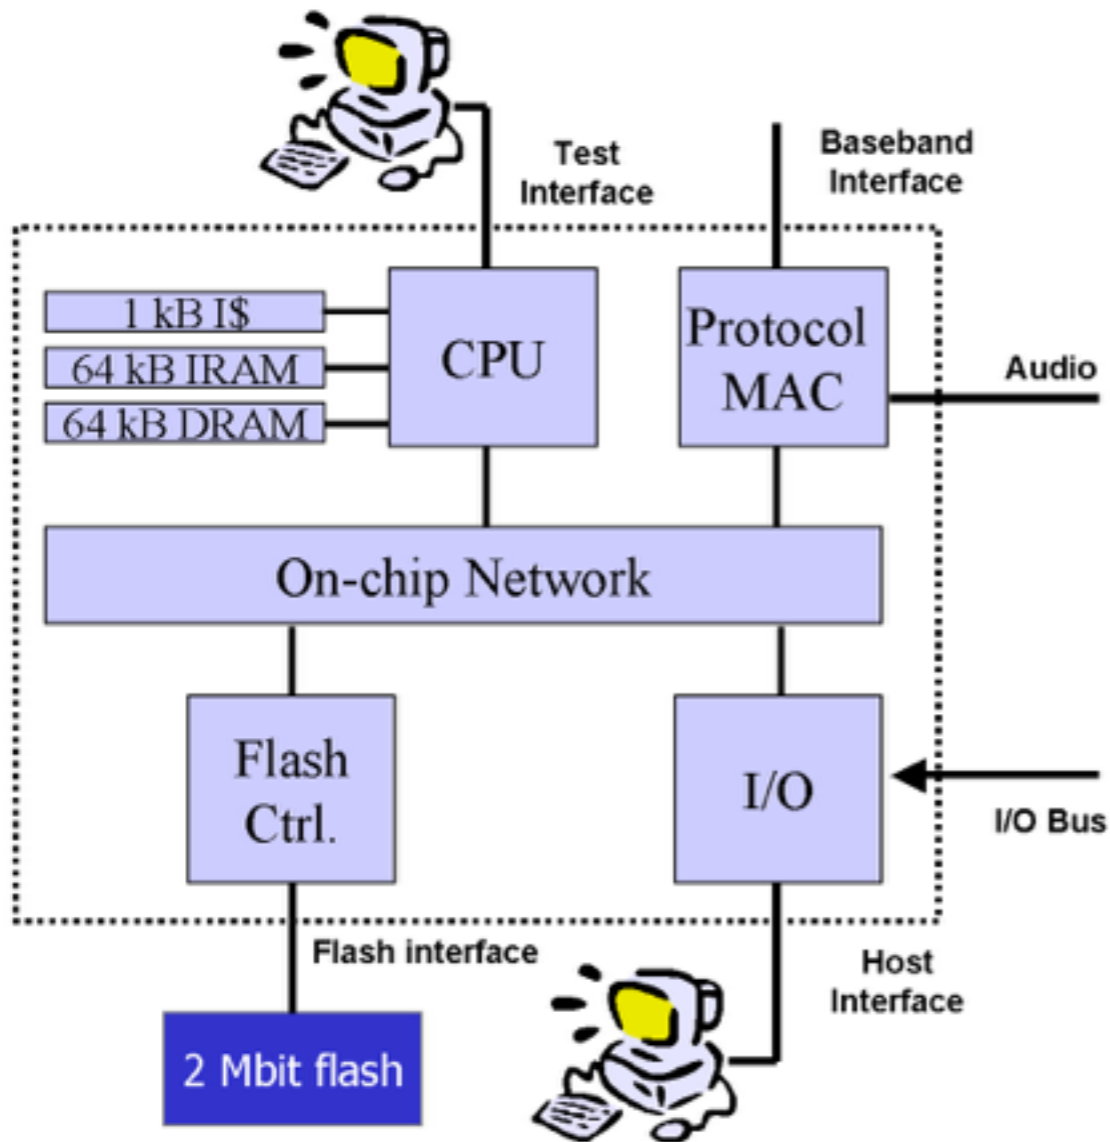 Test
Interface
Baseband
Interface
1 kB I$
64 kB IRAM
64 kB DRAM
CPU
Protocol
MAC
Audio
On-chip Network
Flash
Ctrl.
I/O
I/O Bus
Flash interface
Host
Interface
2 Mbit flash